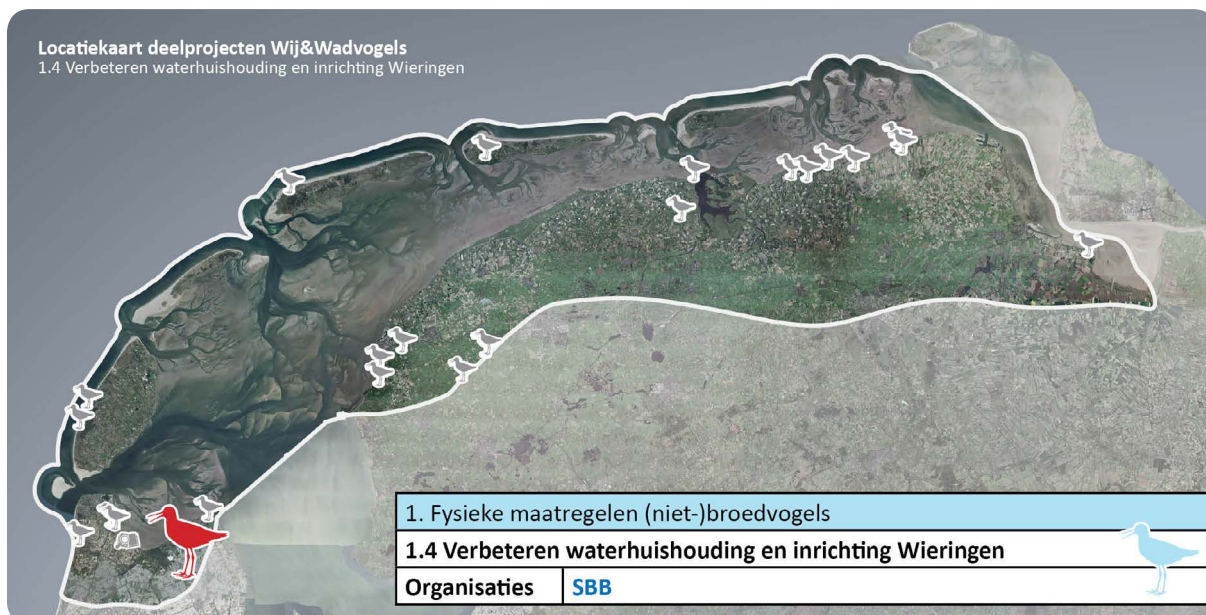 Locatiekaart deelprojecten Wij&Wadvogels
1.4 Verbeteren waterhuishouding en inrichting Wieringen
1. Fysieke maatregelen (niet-)broedvogels
1.4 Verbeteren waterhuishouding en inrichting Wieringen
Organisaties SBB